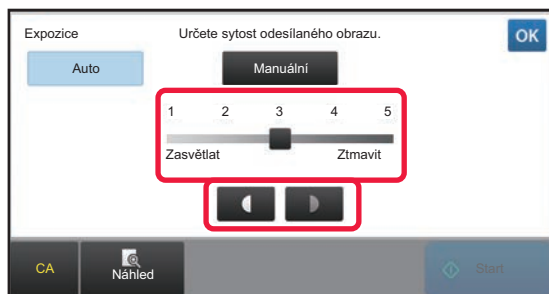 Expozice
Určete sytost odesílaného obrazu.
OK
Auto
Manuální
1 2 3 4 5
Zasvětlat Ztmavit
CA
Náhled
Start